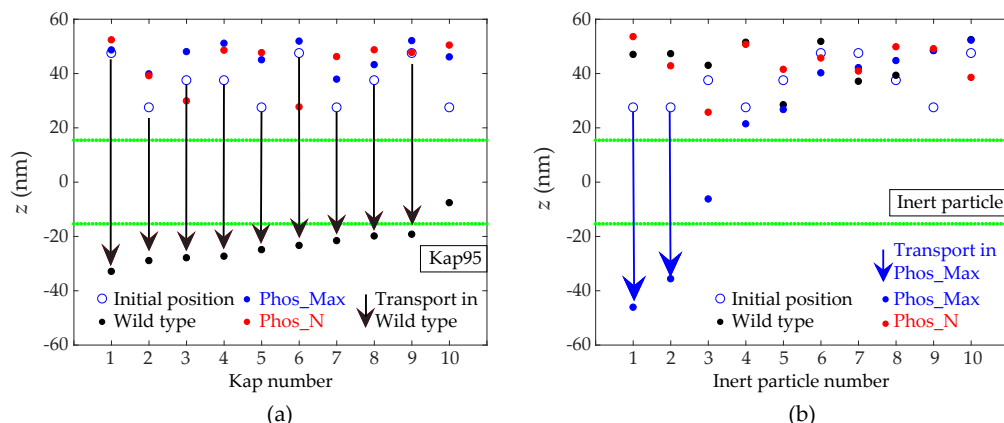 60
40
20
0
-20
-40
-60
z (nm)
Kap95
Initial position
Phos_Max
Transport in
Wild type
Phos_N
Wild type
1 2 3 4 5 6 7 8 9 10
Kap number
(a)
60
40
20
0
-20
-40
-60
z (nm)
Inert particle
Transport in
Phos_Max
Initial position
Phos_Max
Wild type
Phos_N
1 2 3 4 5 6 7 8 9 10
Inert particle number
(b)